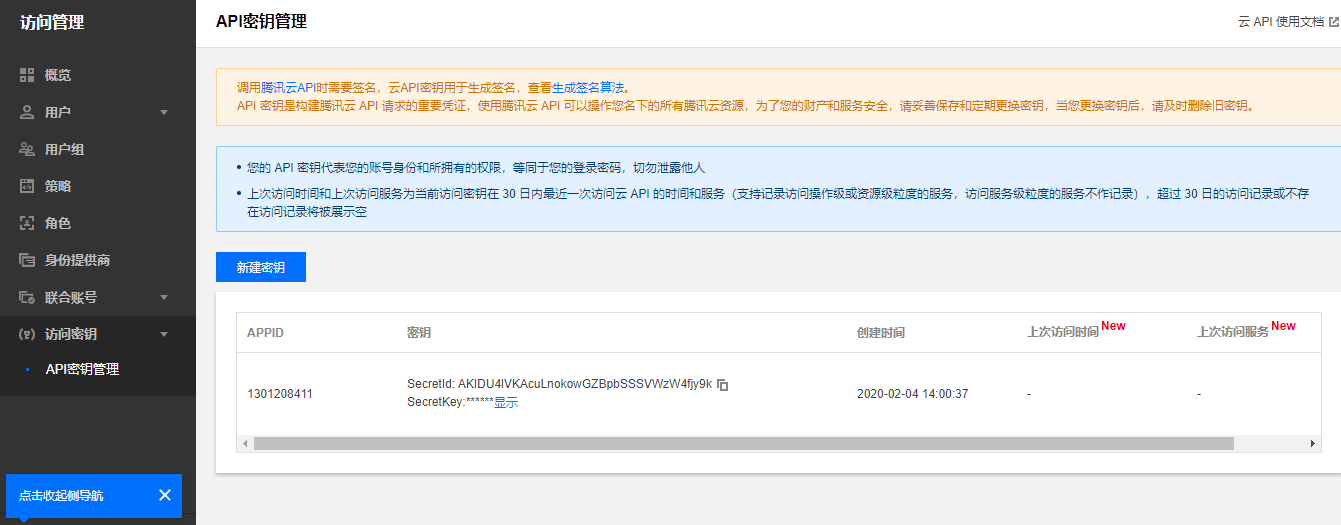 访问管理
API密钥管理
云 API 使用文档
概览
用户
用户组
策略
角色
身份提供商
联合账号
访问密钥
API密钥管理
点击收起侧导航
调用腾讯云API时需要签名，云API密钥用于生成签名，查看生成签名算法。
API 密钥是构建腾讯云 API 请求的重要凭证，使用腾讯云 API 可以操作您名下的所有腾讯云资源，为了您的财产和服务安全，请妥善保存和定期更换密钥，当您更换密钥后，请及时删除旧密钥。
• 您的 API 密钥代表您的账号身份和所拥有的权限，等同于您的登录密码，切勿泄露他人
• 上次访问时间和上次访问服务为当前访问密钥在 30 日内最近一次访问云 API 的时间和服务（支持记录访问操作级或资源级粒度的服务，访问服务级粒度的服务不作记录），超过 30 日的访问记录或不存
在访问记录将被展示空
新建密钥
APPID 密钥 创建时间 上次访问时间 New 上次访问服务 New
SecretId: AKIDU4lVKAcuLnokowGZBpbSSSVWzW4fjy9k
1301208411 2020-02-04 14:00:37 - -
SecretKey:******显示